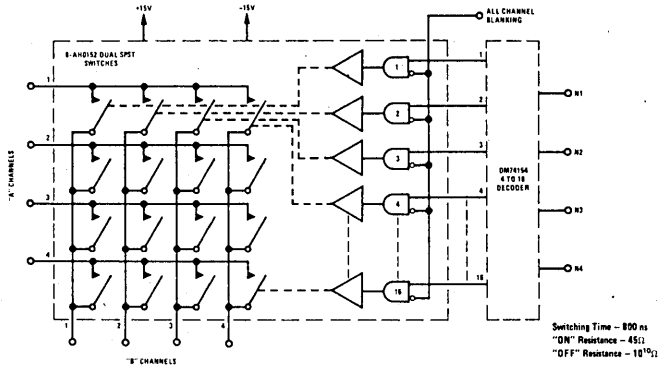 +15V
-15V
ALL CHANNEL
BLANKING
8-AH0152 DUAL SPST
SWITCHES
1
2
3
4
"A" CHANNELS
1
2
3
4
16
1
2
3
4
16
DM74154
4 TO 16
DECODER
N1
N2
N3
N4
1
2
3
4
"B" CHANNELS
Switching Time – 800 ns
"ON" Resistance – 45Ω
"OFF" Resistance – 10¹⁰Ω